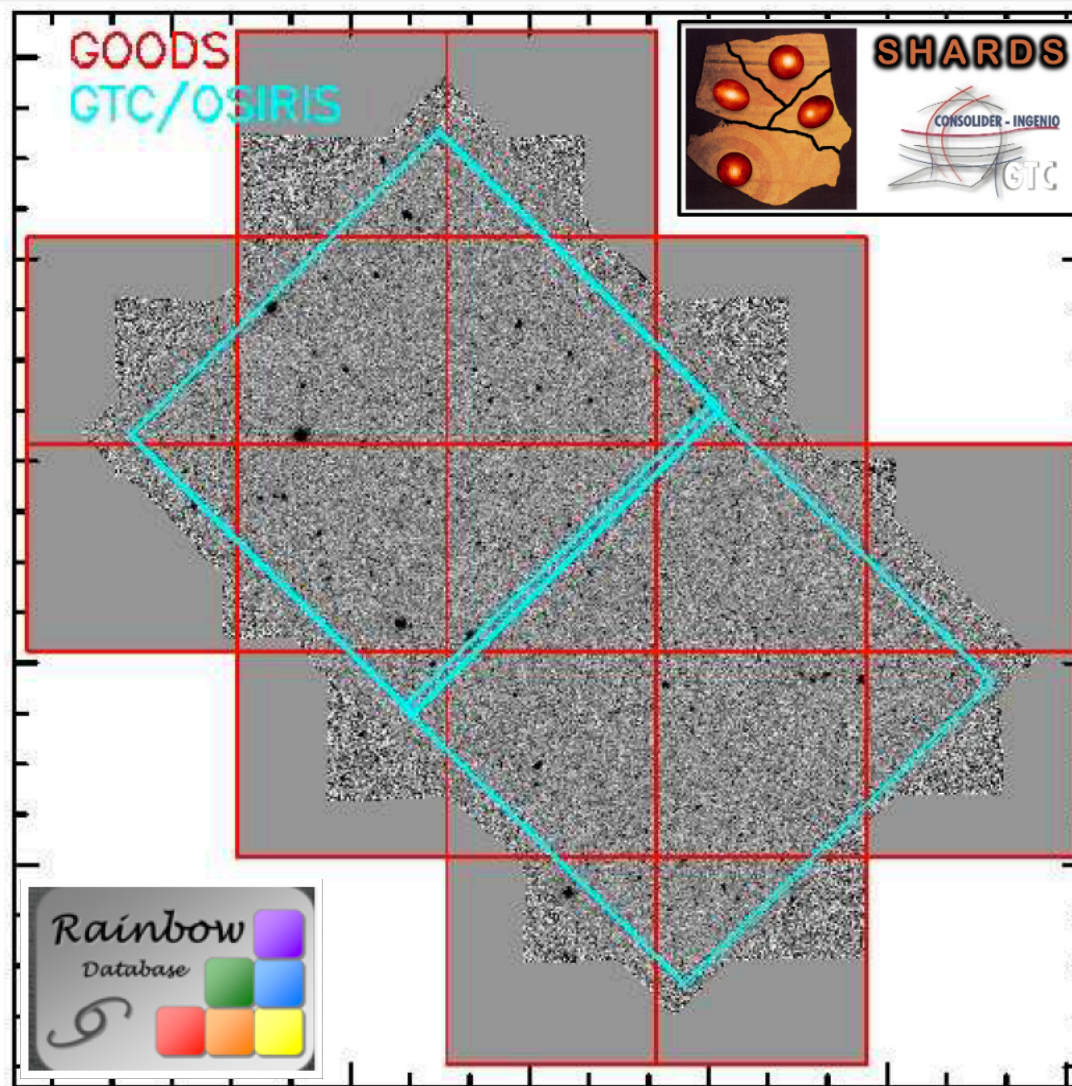 GOODS
GTC/OSIRIS
SHARDS
CONSOLIDER - INGENIO
GTC
Rainbow
Database